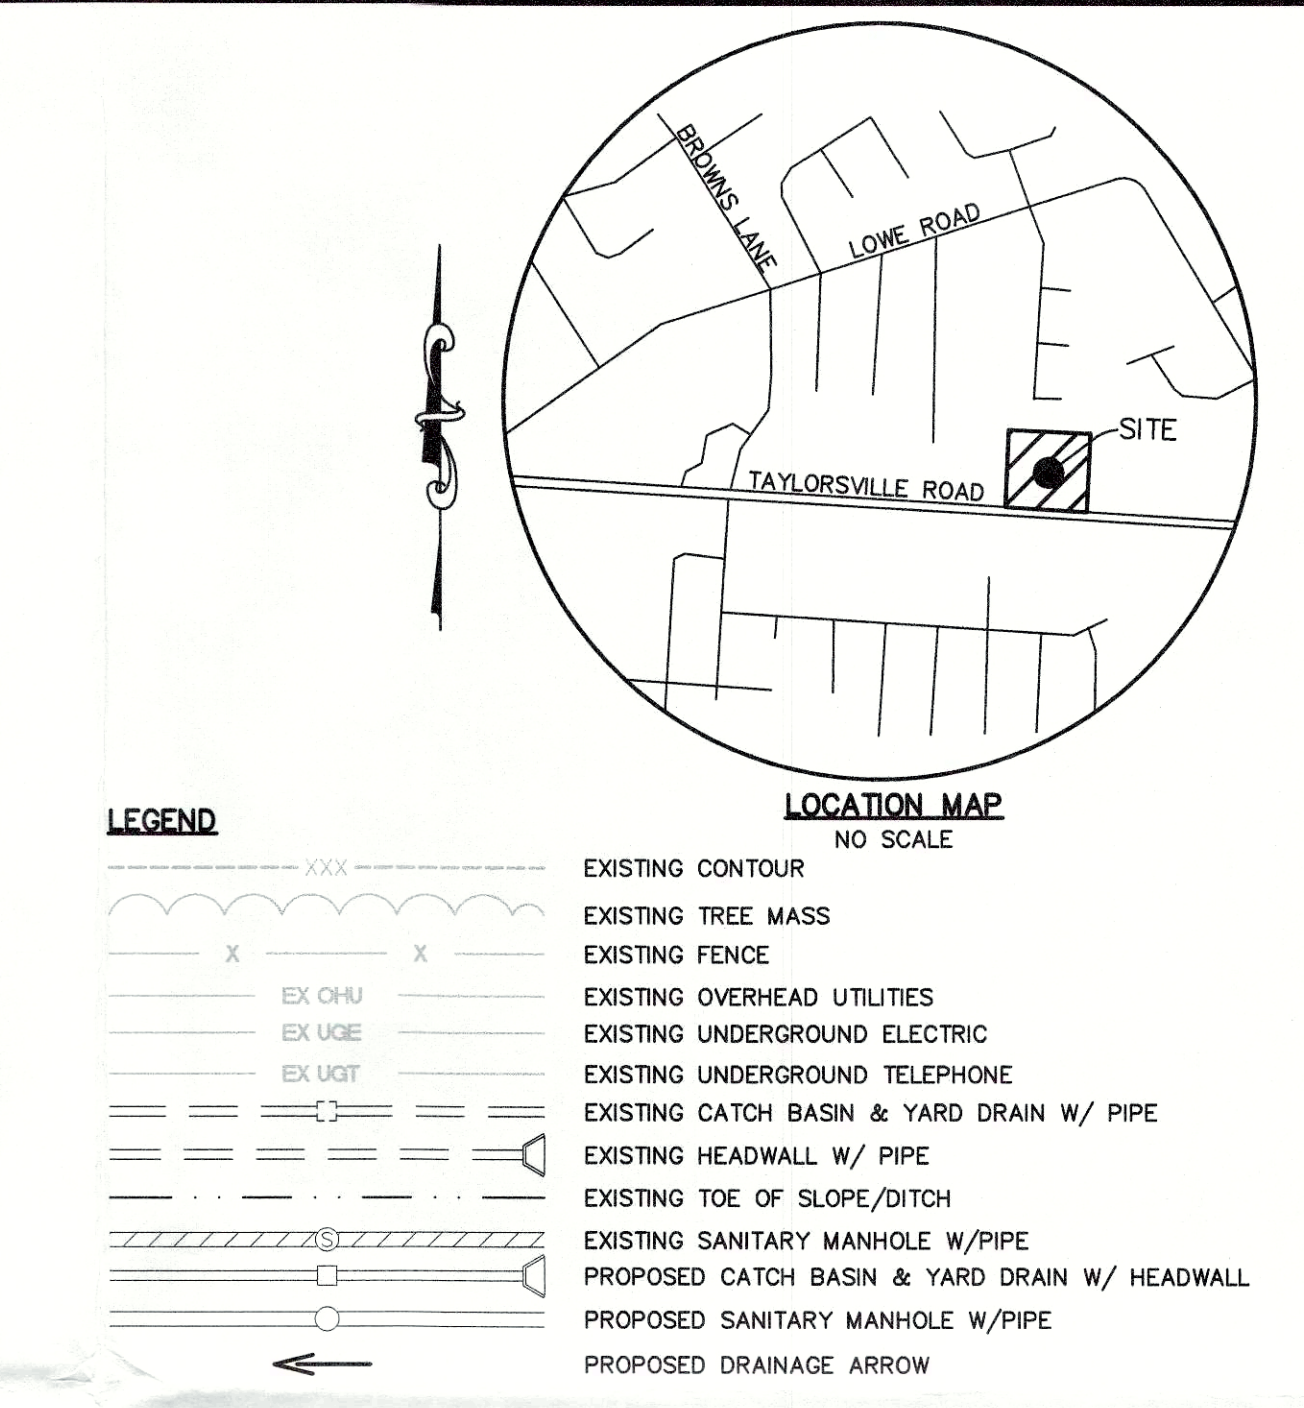 BROWNS LANE
LOWE ROAD
SITE
TAYLORSVILLE ROAD
LOCATION MAP
NO SCALE
LEGEND
XXX EXISTING CONTOUR
EXISTING TREE MASS
X X EXISTING FENCE
EX OHU EXISTING OVERHEAD UTILITIES
EX UGE EXISTING UNDERGROUND ELECTRIC
EX UGT EXISTING UNDERGROUND TELEPHONE
EXISTING CATCH BASIN & YARD DRAIN W/ PIPE
EXISTING HEADWALL W/ PIPE
EXISTING TOE OF SLOPE/DITCH
S EXISTING SANITARY MANHOLE W/PIPE
PROPOSED CATCH BASIN & YARD DRAIN W/ HEADWALL
PROPOSED SANITARY MANHOLE W/PIPE
PROPOSED DRAINAGE ARROW